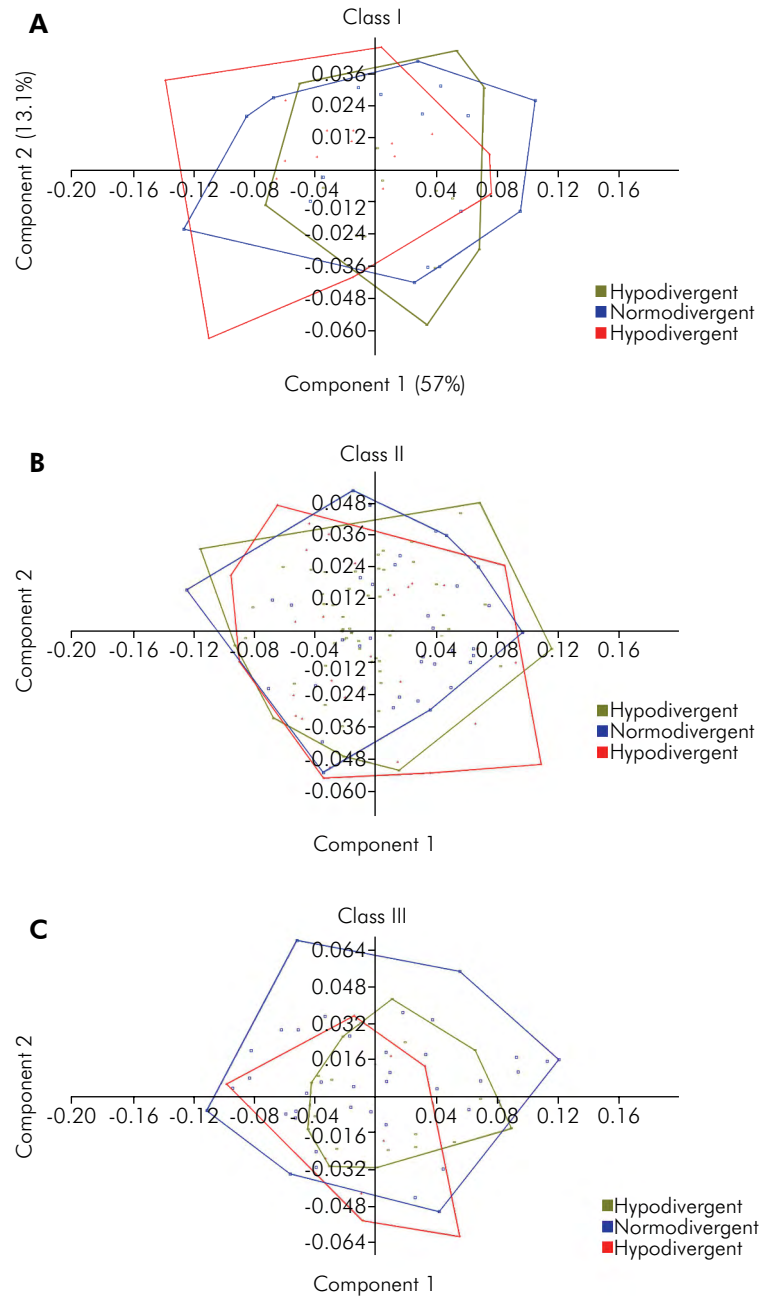 A
Class I
Component 2 (13.1%)
0.036
0.024
0.012
-0.20 -0.16 -0.12 -0.08 -0.04 0.04 0.08 0.12 0.16
-0.012
-0.024
-0.036
-0.048
-0.060
Hypodivergent
Normodivergent
Hypodivergent
Component 1 (57%)
B
Class II
Component 2
0.048
0.036
0.024
0.012
-0.20 -0.16 -0.12 -0.08 -0.04 0.04 0.08 0.12 0.16
-0.012
-0.024
-0.036
-0.048
-0.060
Hypodivergent
Normodivergent
Hypodivergent
Component 1
C
Class III
Component 2
0.064
0.048
0.032
0.016
-0.20 -0.16 -0.12 -0.08 -0.04 0.04 0.08 0.12 0.16
-0.016
-0.032
-0.048
-0.064
Hypodivergent
Normodivergent
Hypodivergent
Component 1